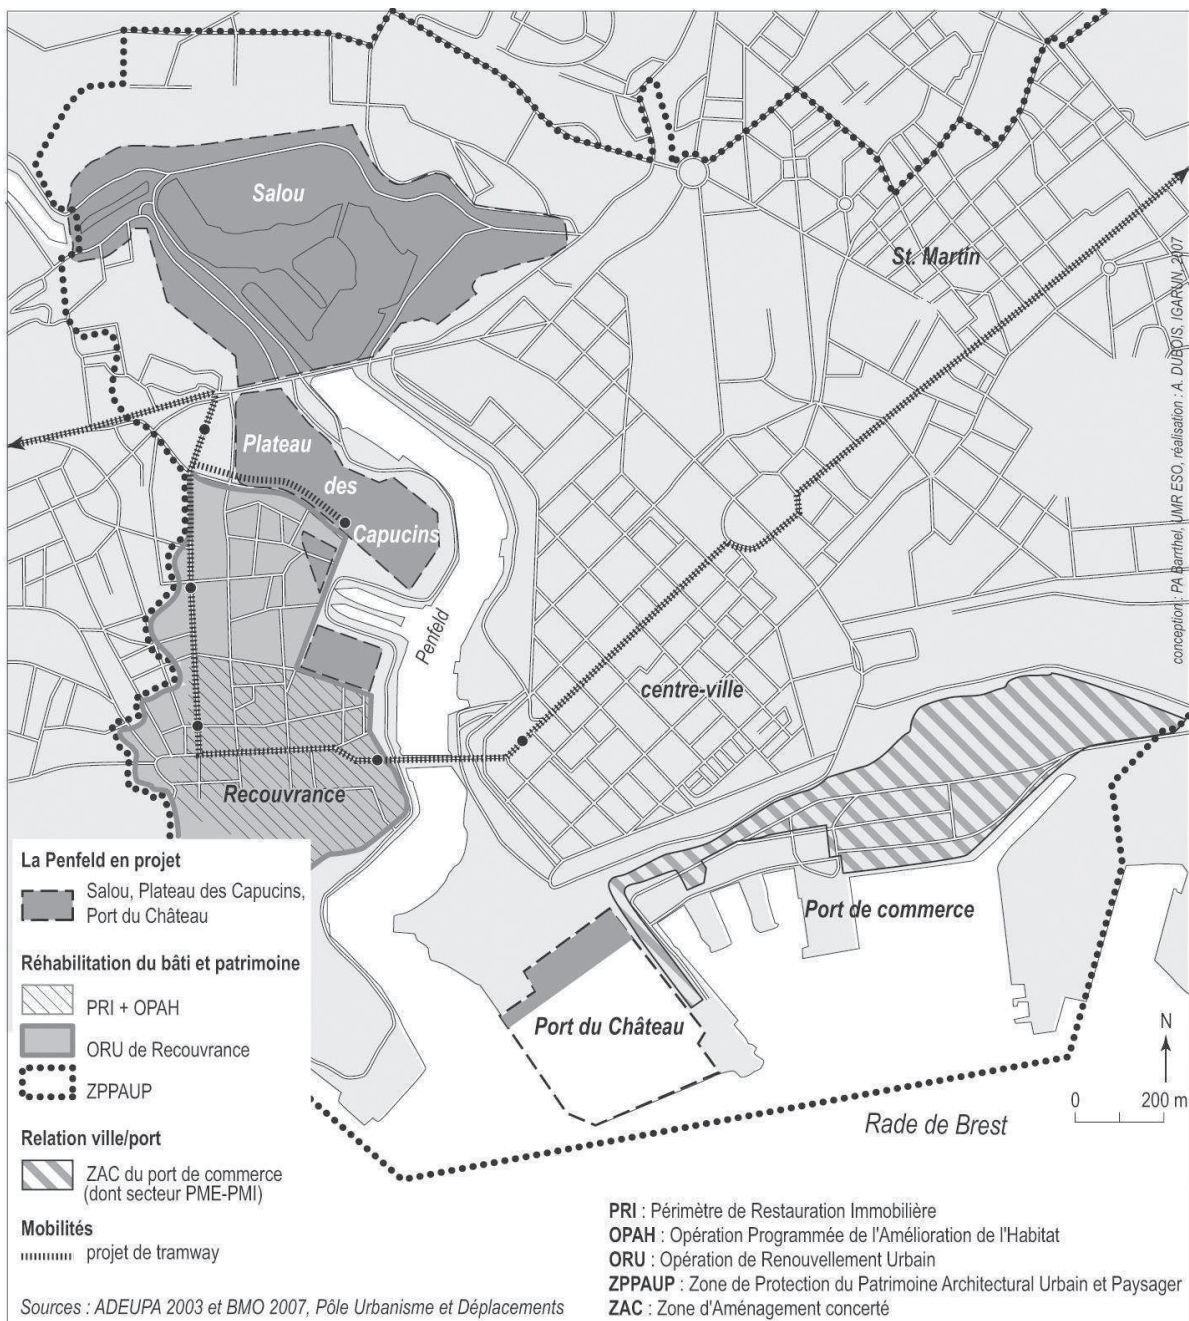 Salou
St. Martin
Plateau
des
Capucins
Penfeld
centre-ville
Recouvrance
Port de commerce
Port du Château
Rade de Brest
N
0 200 m
conception : PA Barrthel, UMR ESO, réalisation : A. DUBOIS, IGARUN, 2007
La Penfeld en projet
Salou, Plateau des Capucins,
Port du Château
Réhabilitation du bâti et patrimoine
PRI + OPAH
ORU de Recouvrance
ZPPAUP
Relation ville/port
ZAC du port de commerce
(dont secteur PME-PMI)
Mobilités
projet de tramway
Sources : ADEUPA 2003 et BMO 2007, Pôle Urbanisme et Déplacements
PRI : Périmètre de Restauration Immobilière
OPAH : Opération Programmée de l'Amélioration de l'Habitat
ORU : Opération de Renouvellement Urbain
ZPPAUP : Zone de Protection du Patrimoine Architectural Urbain et Paysager
ZAC : Zone d'Aménagement concerté